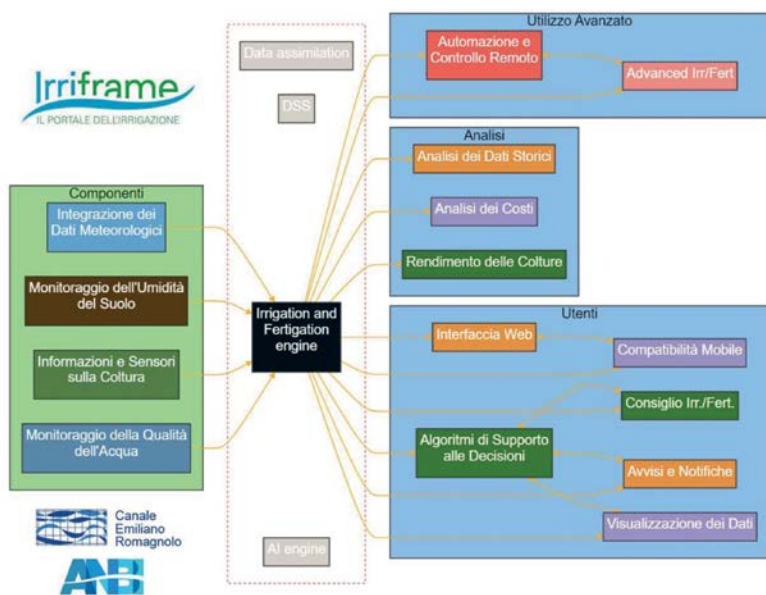 Irriframe
IL PORTALE DELL'IRRIGAZIONE
Componenti
Integrazione dei
Dati Meteorologici
Monitoraggio dell'Umidità
del Suolo
Informazioni e Sensori
sulla Coltura
Monitoraggio della Qualità
dell'Acqua
Canale
Emiliano
Romagnolo
ANBI
Data assimilation
DSS
Irrigation and
Fertigation
engine
AI engine
Utilizzo Avanzato
Automazione e
Controllo Remoto
Advanced Irr/Fert
Analisi
Analisi dei Dati Storici
Analisi dei Costi
Rendimento delle Colture
Utenti
Interfaccia Web
Compatibilità Mobile
Consiglio Irr./Fert.
Algoritmi di Supporto
alle Decisioni
Avvisi e Notifiche
Visualizzazione dei Dati